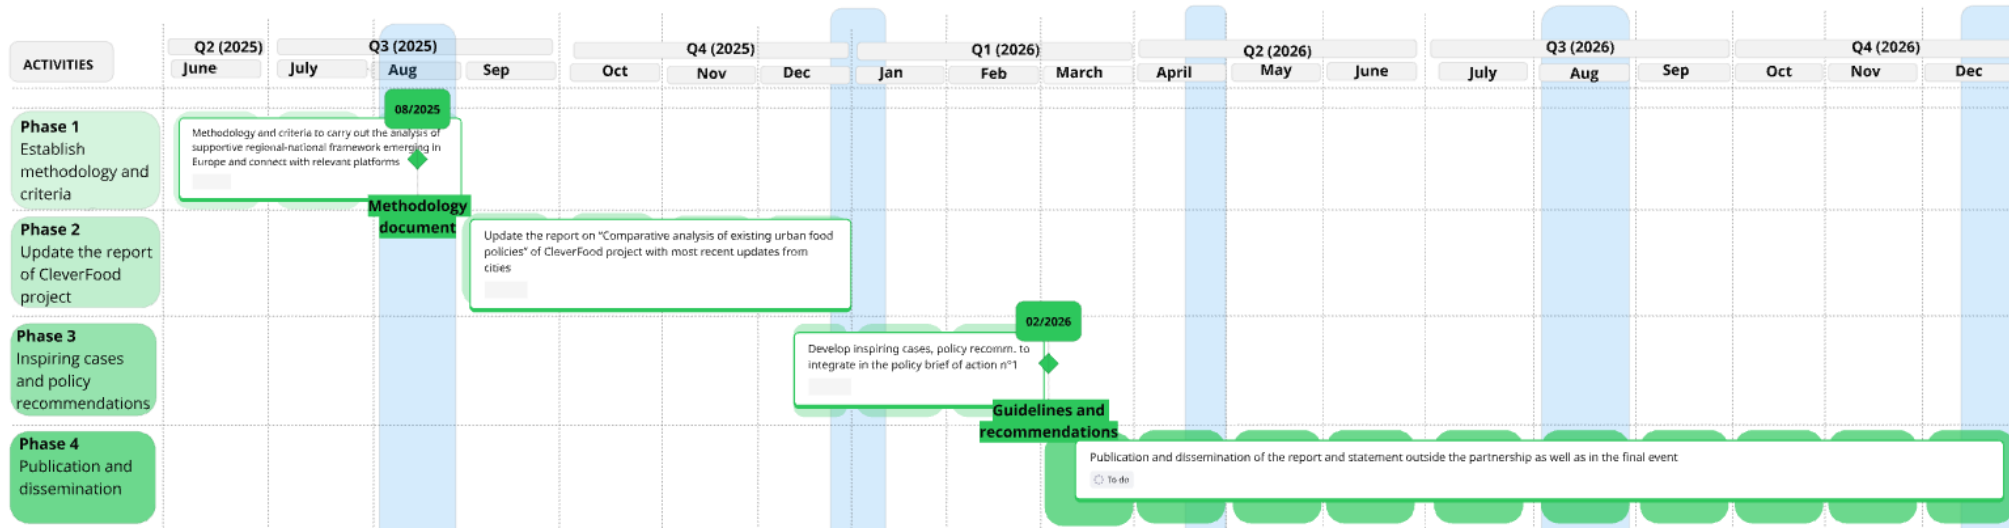 Q2 (2025)
Q3 (2025)
Q4 (2025)
Q1 (2026)
Q2 (2026)
Q3 (2026)
Q4 (2026)
ACTIVITIES
June
July
Aug
Sep
Oct
Nov
Dec
Jan
Feb
March
April
May
June
July
Aug
Sep
Oct
Nov
Dec
08/2025
Phase 1
Establish
methodology and
criteria
Methodology and criteria to carry out the analysis of
supportive regional-national framework emerging in
Europe and connect with relevant platforms
Methodology
document
Phase 2
Update the report
of CleverFood
project
Update the report on “Comparative analysis of existing urban food
policies” of CleverFood project with most recent updates from
cities
02/2026
Phase 3
Inspiring cases
and policy
recommendations
Develop inspiring cases, policy recomm. to
integrate in the policy brief of action n°1
Guidelines and
recommendations
Phase 4
Publication and
dissemination
Publication and dissemination of the report and statement outside the partnership as well as in the final event
To do